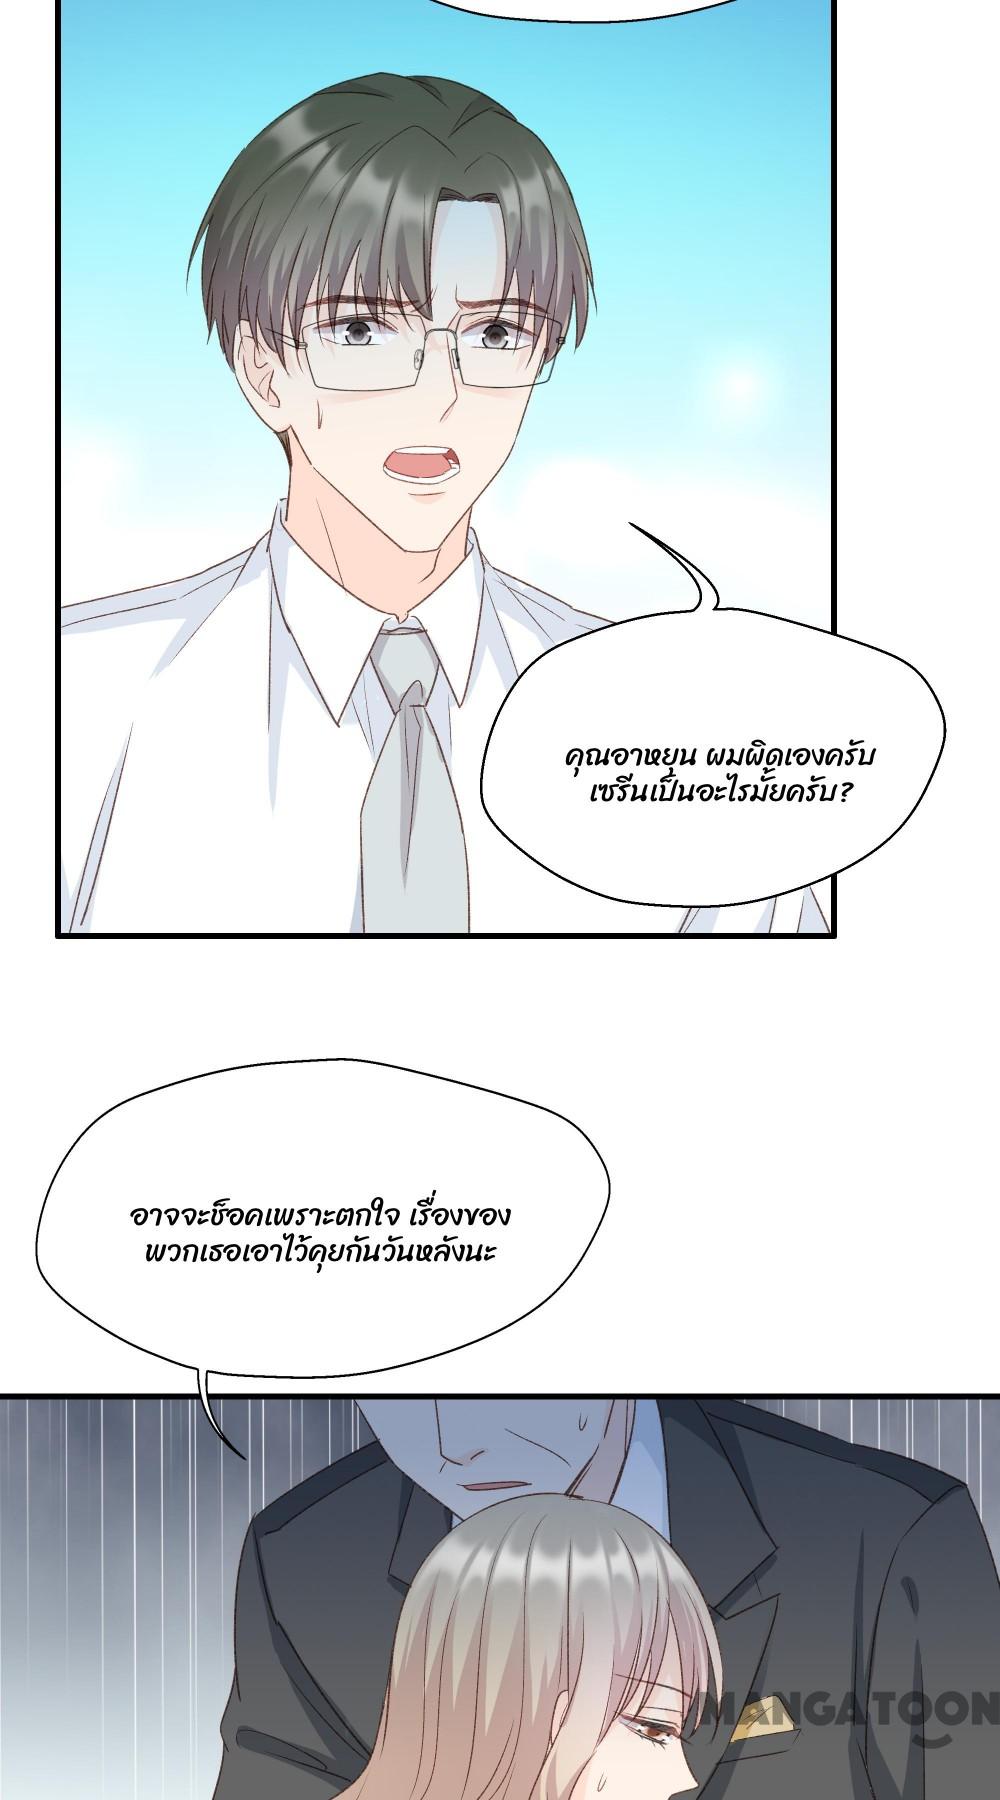 คุณอาหยุน ผมผิดเองครับ
เซรีนเป็นอะไรมั้ยครับ?
อาจจะช็อคเพราะตกใจ เรื่องของ
พวกเธอเอาไว้คุยกันวันหลังนะ
MANGATOON